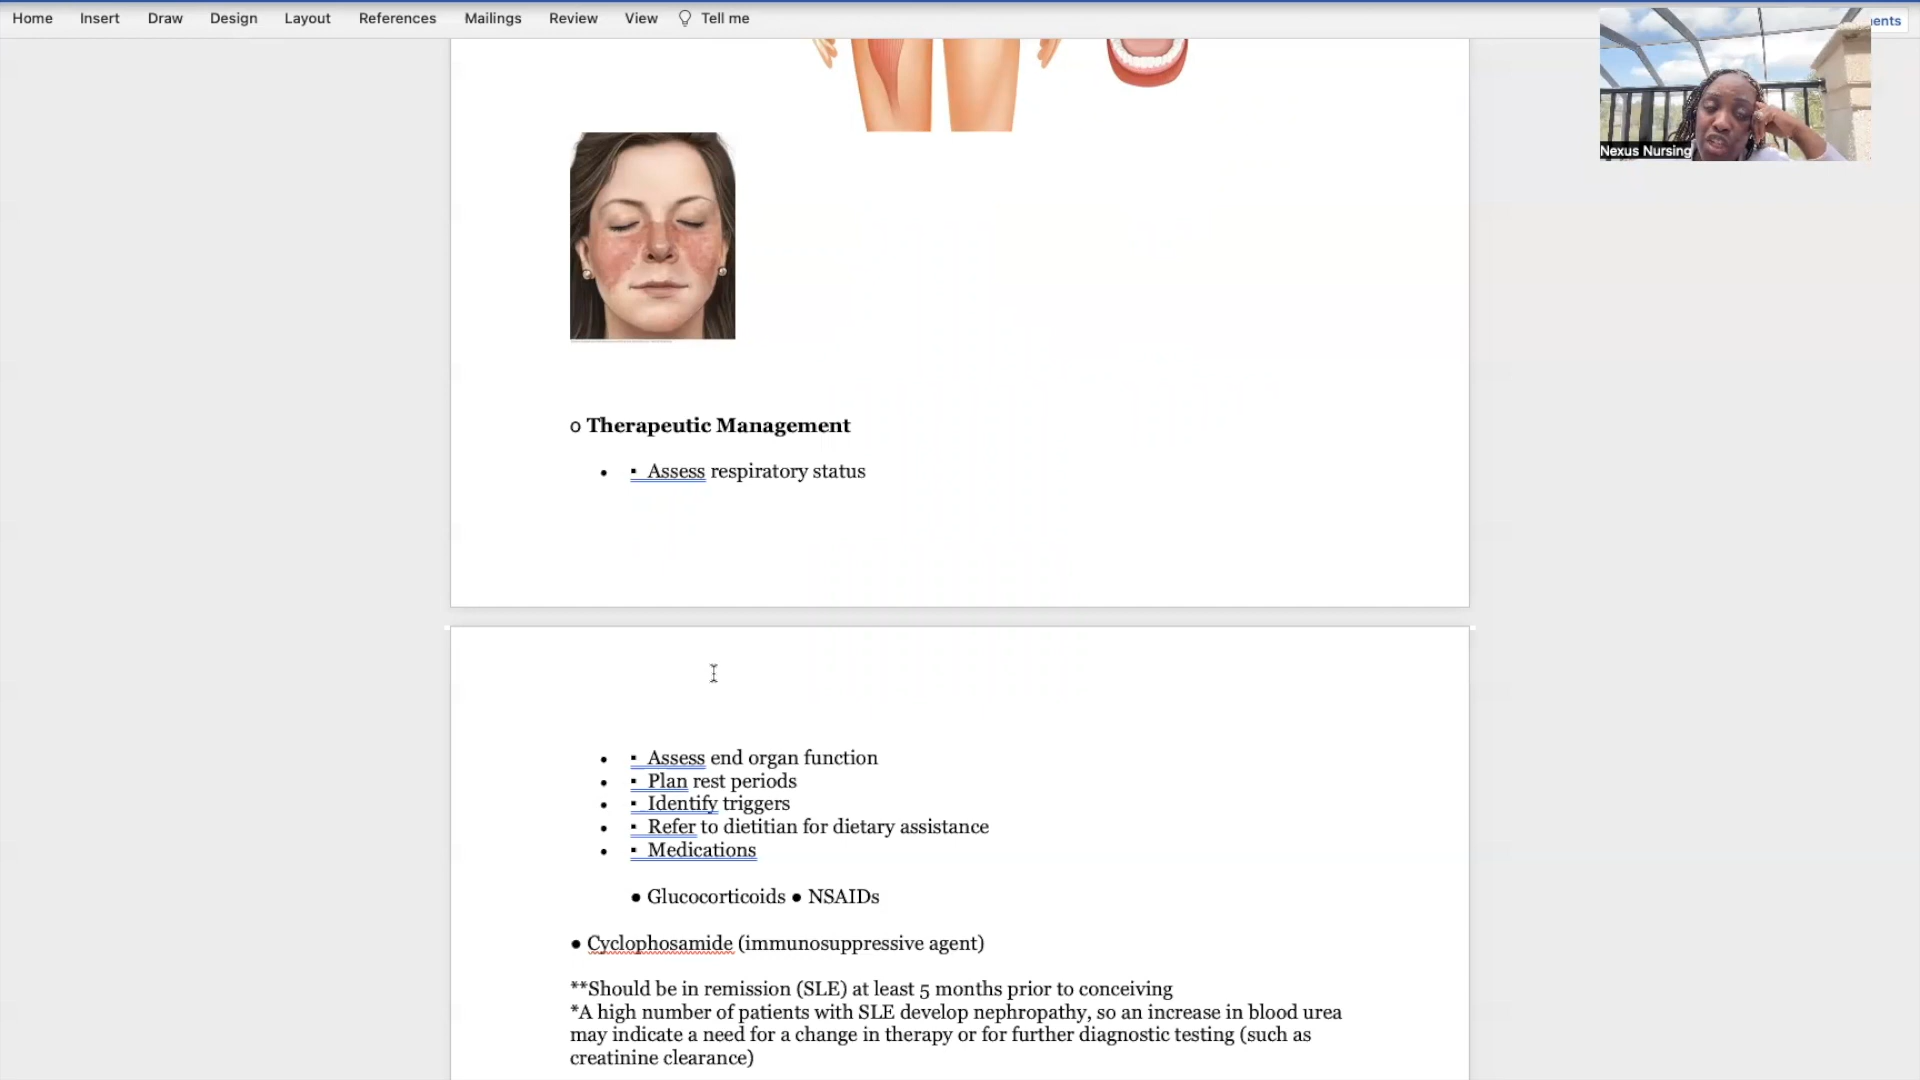 Home Insert Draw Design Layout References Mailings Review View Tell me
ents
Nexus Nursing
o Therapeutic Management
• ▪ Assess respiratory status
• ▪ Assess end organ function
• ▪ Plan rest periods
• ▪ Identify triggers
• ▪ Refer to dietitian for dietary assistance
• ▪ Medications
● Glucocorticoids ● NSAIDs
● Cyclophosamide (immunosuppressive agent)
**Should be in remission (SLE) at least 5 months prior to conceiving
*A high number of patients with SLE develop nephropathy, so an increase in blood urea
may indicate a need for a change in therapy or for further diagnostic testing (such as
creatinine clearance)